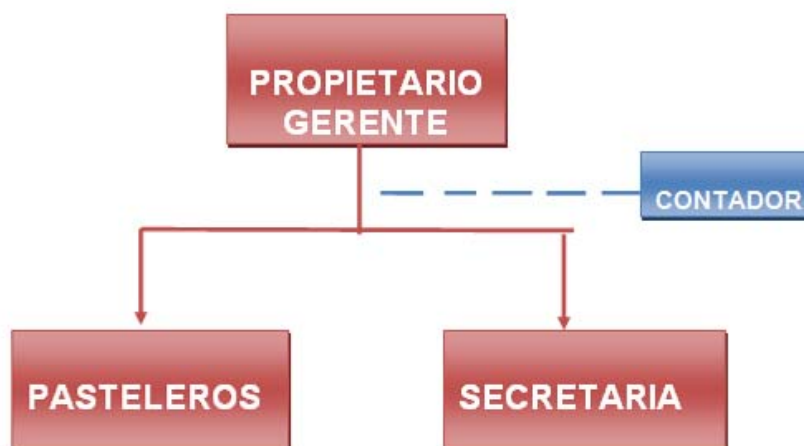 PROPIETARIO
GERENTE
CONTADOR
PASTELEROS
SECRETARIA